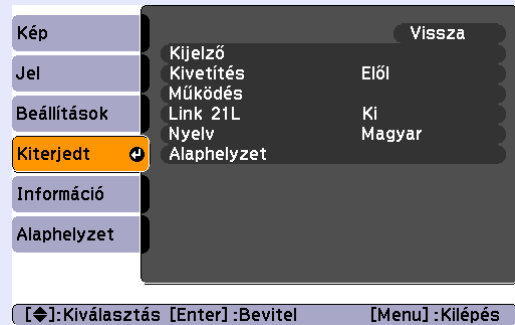 Kép
Jel
Beállítások
Kiterjedt
Információ
Alaphelyzet
Vissza
Kijelző
Kivetítés Elől
Működés
Link 21L Ki
Nyelv Magyar
Alaphelyzet
[◆]:Kiválasztás [Enter]:Bevitel [Menu]:Kilépés